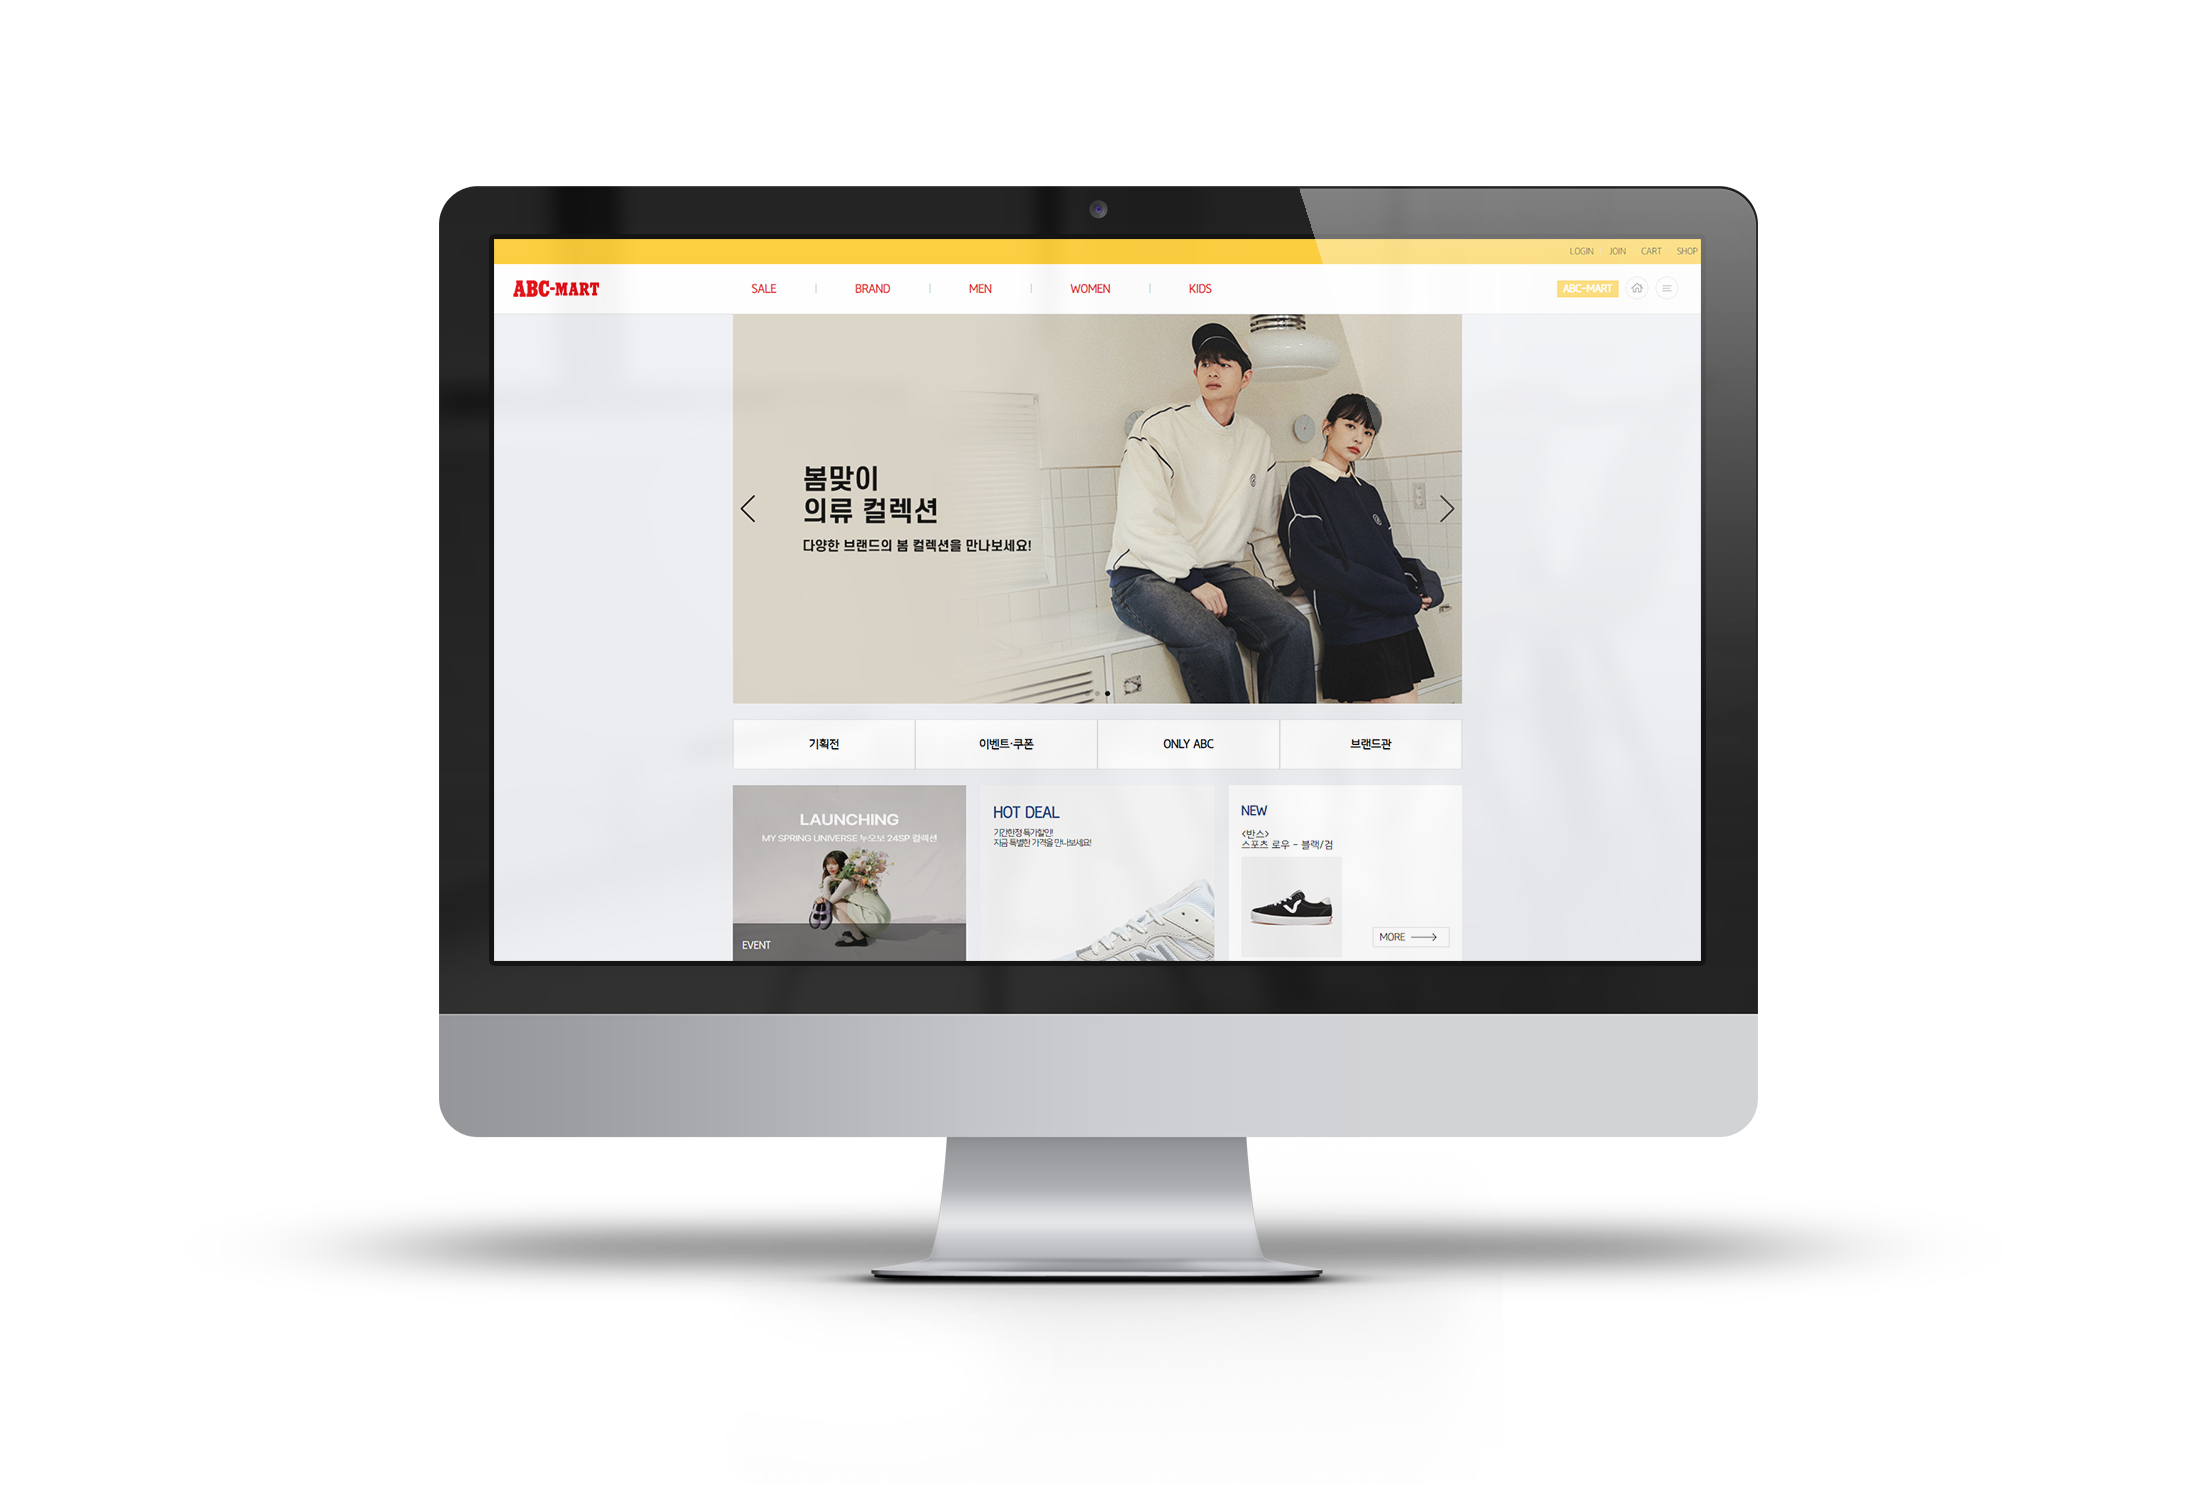 LOGIN JOIN CART SHOP
ABC-MART SALE BRAND MEN WOMEN KIDS ABC-MART
봄맞이
의류 컬렉션
다양한 브랜드의 봄 컬렉션을 만나보세요!
기획전 이벤트·쿠폰 ONLY ABC 브랜드관
LAUNCHING
MY SPRING UNIVERSE 누오보 24SP 컬렉션
EVENT
HOT DEAL
기간한정 특가할인!
지금 특별한 가격을 만나보세요!
NEW
<반스>
스포츠 로우 - 블랙/검
MORE